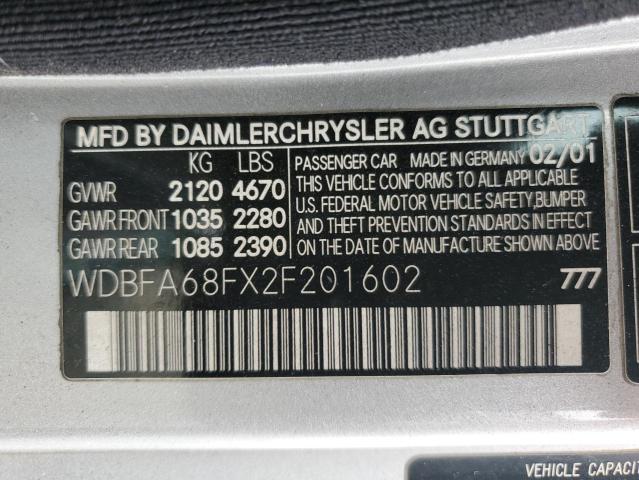 MFD BY DAIMLERCHRYSLER AG STUTTGART
KG LBS
GVWR 2120 4670
GAWR FRONT 1035 2280
GAWR REAR 1085 2390
PASSENGER CAR MADE IN GERMANY 02/01
THIS VEHICLE CONFORMS TO ALL APPLICABLE
U.S. FEDERAL MOTOR VEHICLE SAFETY,BUMPER
AND THEFT PREVENTION STANDARDS IN EFFECT
ON THE DATE OF MANUFACTURE SHOWN ABOVE.
WDBFA68FX2F201602 777
VEHICLE